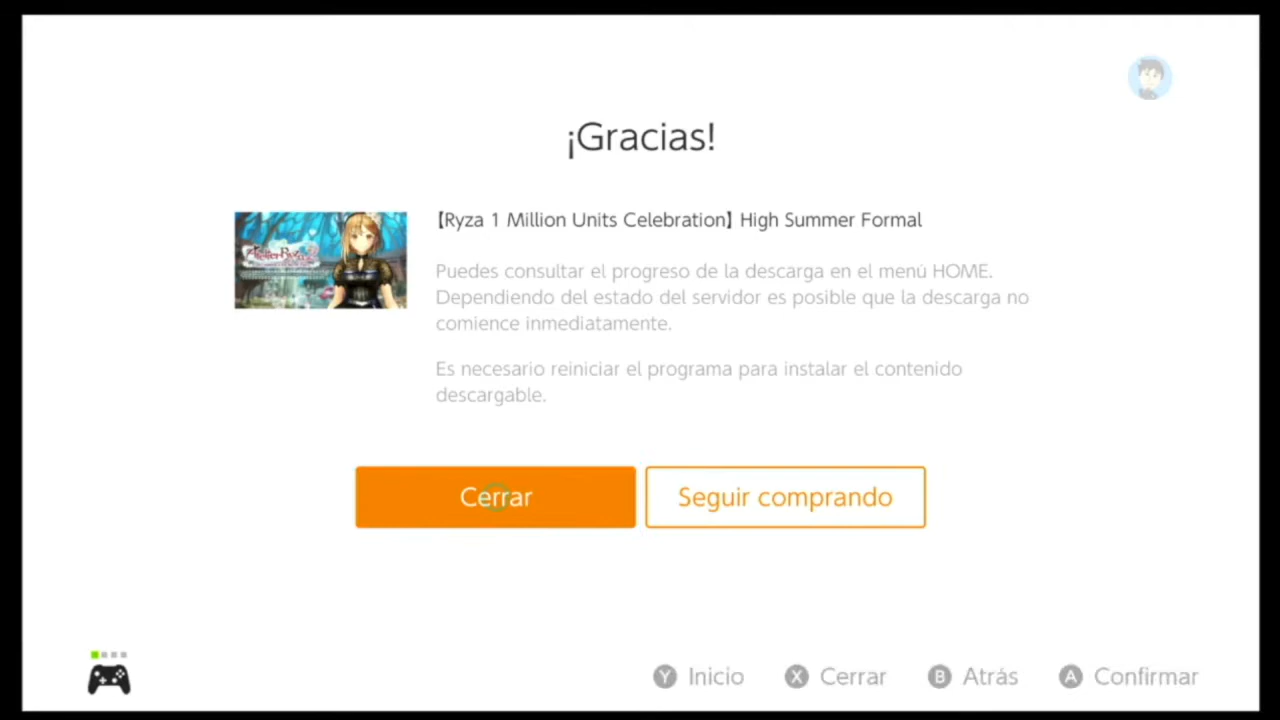 ¡Gracias!
【Ryza 1 Million Units Celebration】 High Summer Formal
Puedes consultar el progreso de la descarga en el menú HOME.
Dependiendo del estado del servidor es posible que la descarga no
comience inmediatamente.
Es necesario reiniciar el programa para instalar el contenido
descargable.
Cerrar
Seguir comprando
Y Inicio
X Cerrar
B Atrás
A Confirmar